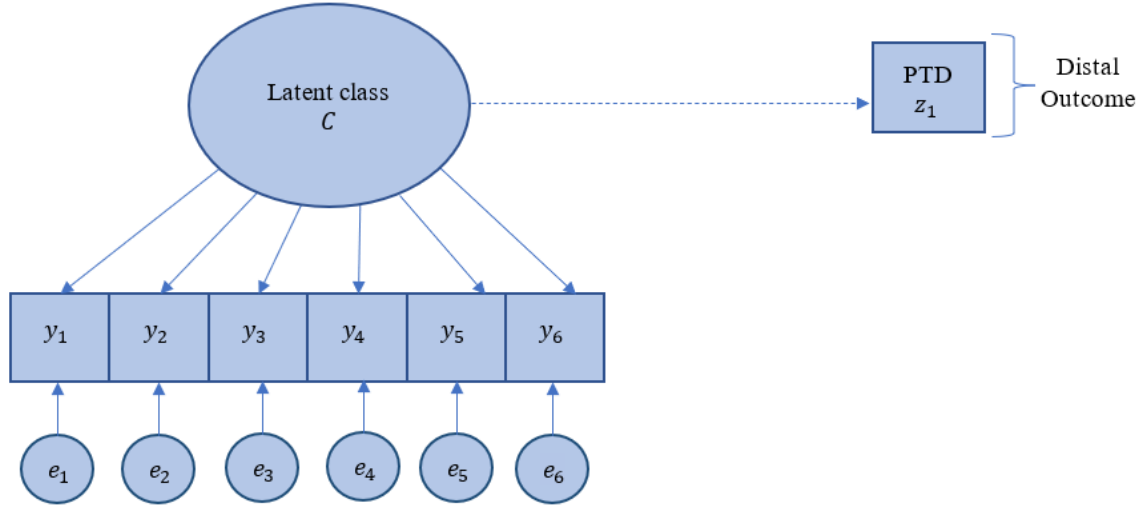 Latent class
C
PTD
z₁
Distal
Outcome
y₁ y₂ y₃ y₄ y₅ y₆
e₁ e₂ e₃ e₄ e₅ e₆